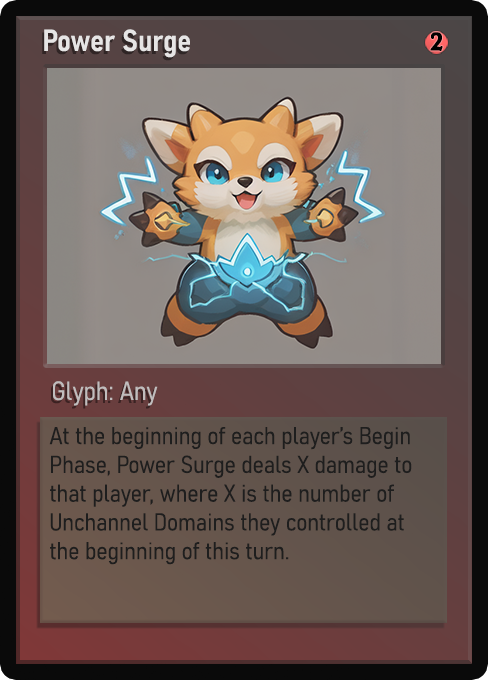 Power Surge
2
Glyph: Any
At the beginning of each player's Begin
Phase, Power Surge deals X damage to
that player, where X is the number of
Unchannel Domains they controlled at
the beginning of this turn.